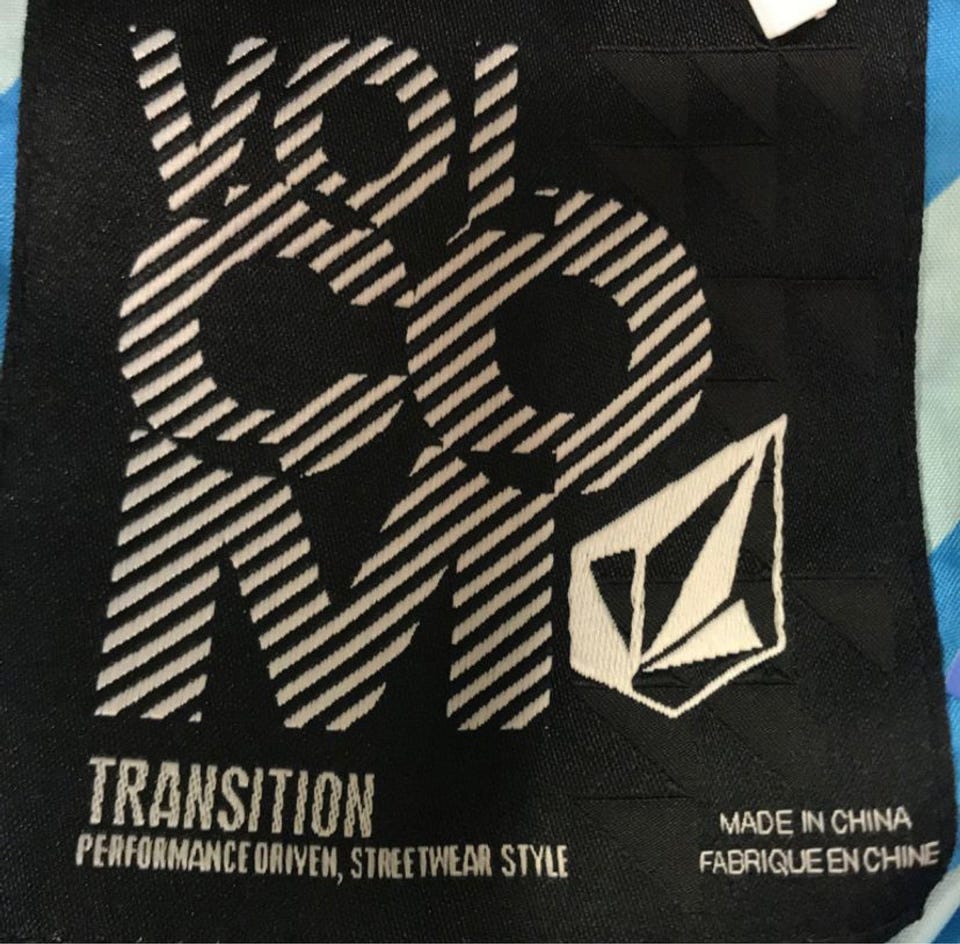 VOL
CO
M
TRANSITION
PERFORMANCE DRIVEN, STREETWEAR STYLE
MADE IN CHINA
FABRIQUE EN CHINE